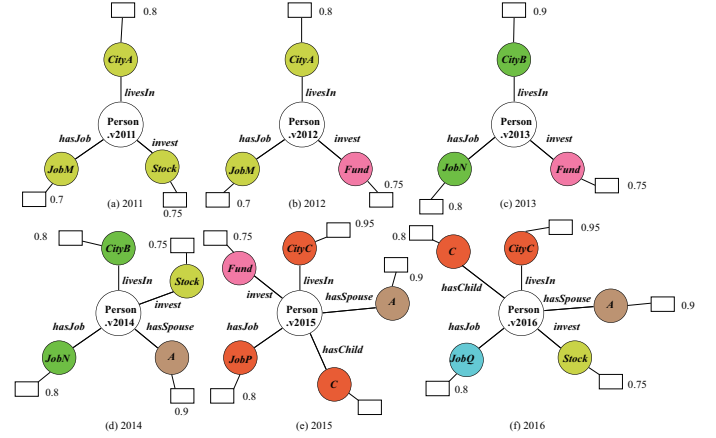 0.8
CityA
livesIn
Person
.v2011
hasJob
invest
JobM
Stock
0.7
0.75
(a) 2011
0.8
CityA
livesIn
Person
.v2012
hasJob
invest
JobM
Fund
0.75
0.7
(b) 2012
0.9
CityB
livesIn
Person
.v2013
hasJob
invest
JobN
Fund
0.75
0.8
(c) 2013
0.8
CityB
0.75
livesIn
Stock
invest
Person
.v2014
hasJob
hasSpouse
JobN
A
0.8
0.9
(d) 2014
0.75
0.95
Fund
CityC
invest
livesIn
0.9
hasSpouse
A
Person
.v2015
hasJob
hasChild
JobP
C
0.8
(e) 2015
0.8
0.95
C
CityC
hasChild
livesIn
hasSpouse
A
0.9
Person
.v2016
hasJob
invest
JobQ
Stock
0.8
0.75
(f) 2016